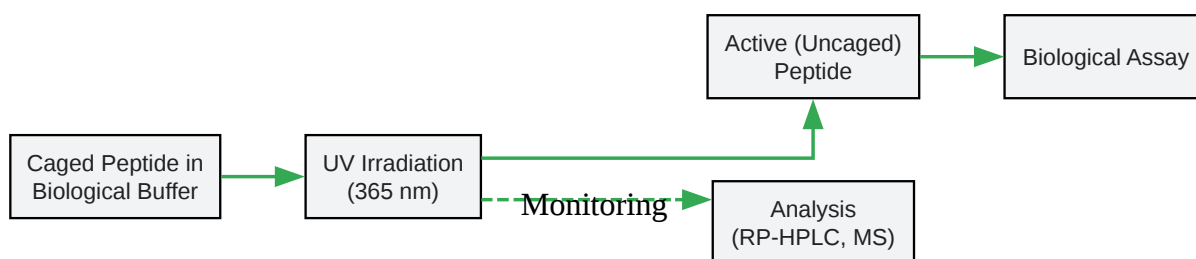 Caged Peptide in
Biological Buffer
UV Irradiation
(365 nm)
Monitoring
Active (Uncaged)
Peptide
Biological Assay
Analysis
(RP-HPLC, MS)